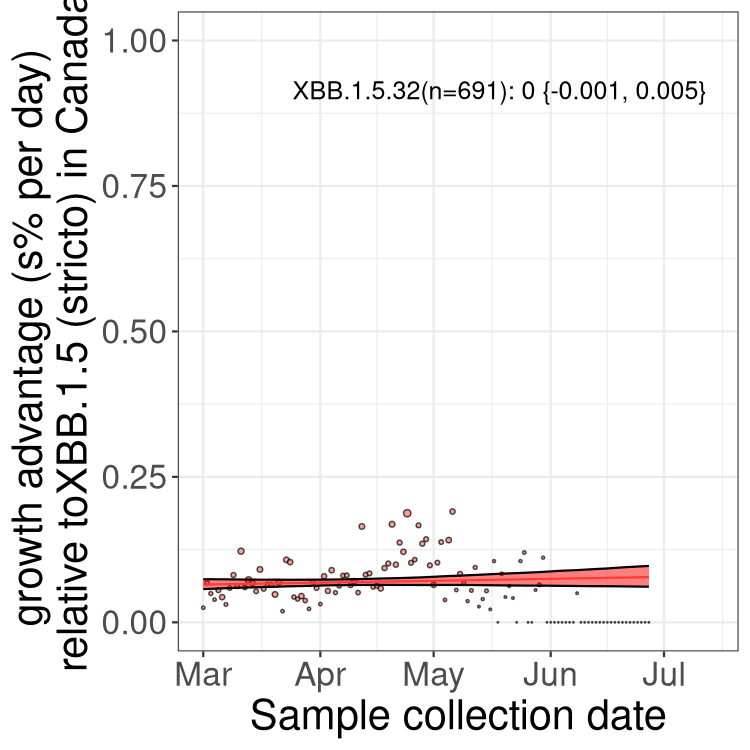 growth advantage (s% per day)
relative toXBB.1.5 (stricto) in Canada
1.00
0.75
0.50
0.25
0.00
XBB.1.5.32(n=691): 0 {-0.001, 0.005}
Mar Apr May Jun Jul
Sample collection date